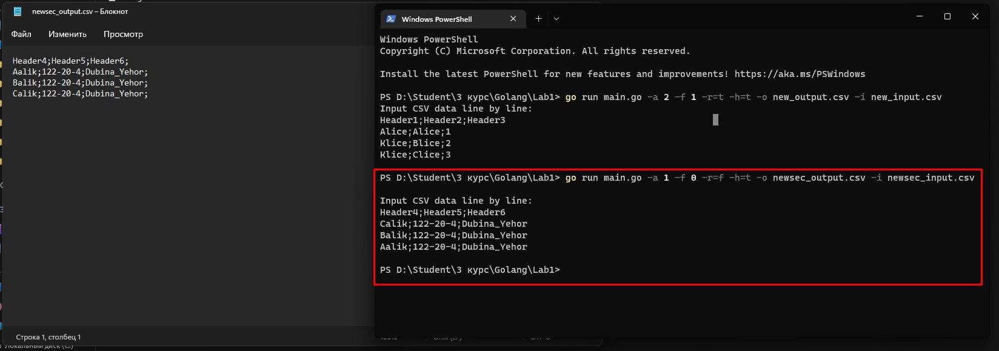 newsec_output.csv – Блокнот
Файл Изменить Просмотр
Header4;Header5;Header6;
Aalik;122-20-4;Dubina_Yehor;
Balik;122-20-4;Dubina_Yehor;
Calik;122-20-4;Dubina_Yehor;
Строка 1, столбец 1
Windows PowerShell
Windows PowerShell
Copyright (C) Microsoft Corporation. All rights reserved.
Install the latest PowerShell for new features and improvements! https://aka.ms/PSWindows
PS D:\Student\3 курс\Golang\Lab1> go run main.go -a 2 -f 1 -r=t -h=t -o new_output.csv -i new_input.csv
Input CSV data line by line:
Header1;Header2;Header3
Alice;Alice;1
Klice;Blice;2
Klice;Clice;3
PS D:\Student\3 курс\Golang\Lab1> go run main.go -a 1 -f 0 -r=f -h=t -o newsec_output.csv -i newsec_input.csv
Input CSV data line by line:
Header4;Header5;Header6
Calik;122-20-4;Dubina_Yehor
Balik;122-20-4;Dubina_Yehor
Aalik;122-20-4;Dubina_Yehor
PS D:\Student\3 курс\Golang\Lab1>